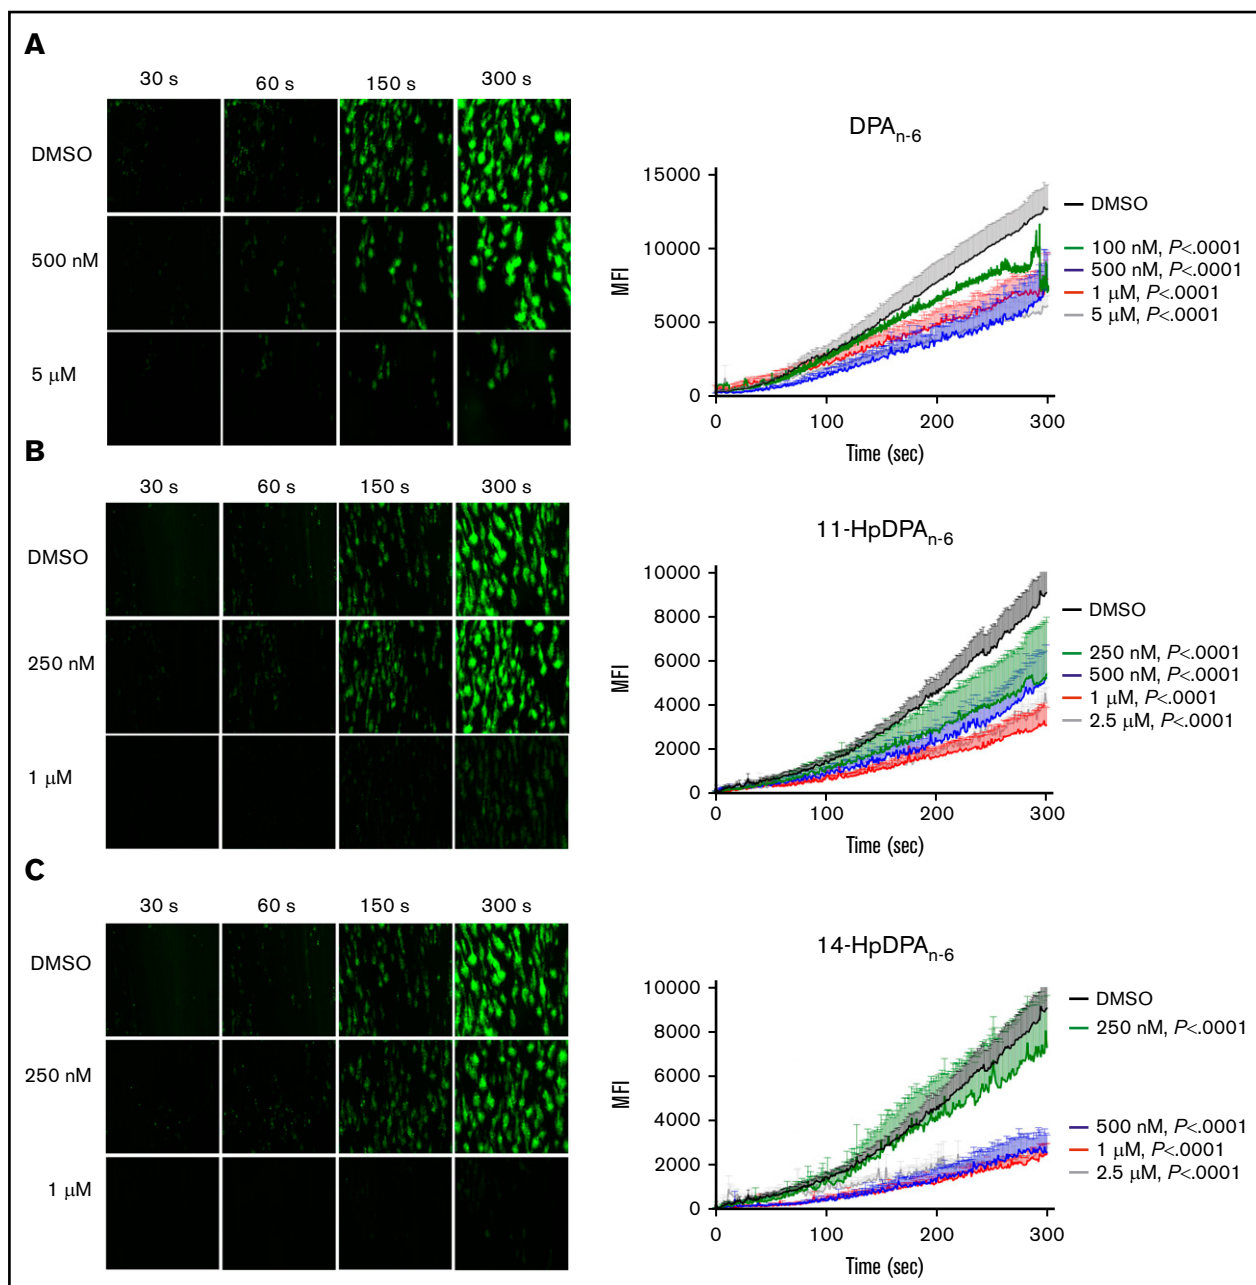 A
30 s 60 s 150 s 300 s
DMSO
500 nM
5 μM
DPAn-6
15000
10000
5000
0
MFI
0 100 200 300
Time (sec)
DMSO
100 nM, P<.0001
500 nM, P<.0001
1 μM, P<.0001
5 μM, P<.0001
B
30 s 60 s 150 s 300 s
DMSO
250 nM
1 μM
11-HpDPAn-6
10000
8000
6000
4000
2000
0
MFI
0 100 200 300
Time (sec)
DMSO
250 nM, P<.0001
500 nM, P<.0001
1 μM, P<.0001
2.5 μM, P<.0001
C
30 s 60 s 150 s 300 s
DMSO
250 nM
1 μM
14-HpDPAn-6
10000
8000
6000
4000
2000
0
MFI
0 100 200 300
Time (sec)
DMSO
250 nM, P<.0001
500 nM, P<.0001
1 μM, P<.0001
2.5 μM, P<.0001